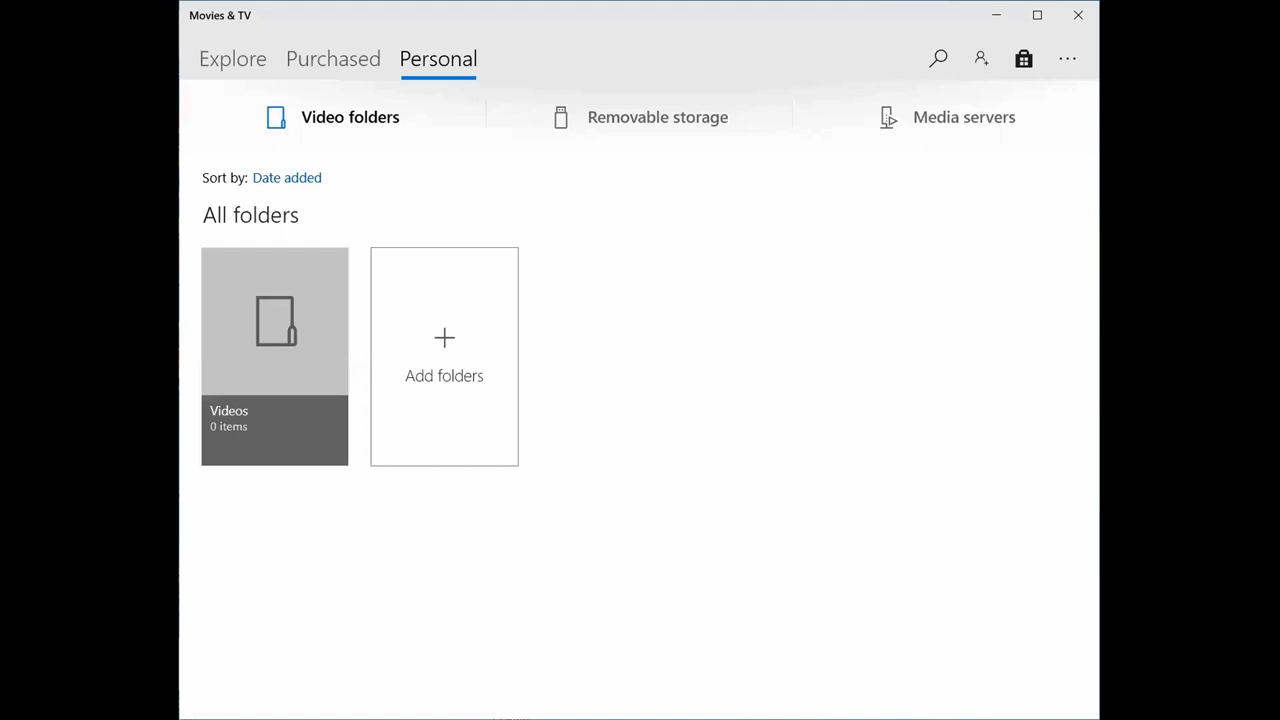 Movies & TV
Explore Purchased Personal
Video folders Removable storage Media servers
Sort by: Date added
All folders
Videos
0 items
Add folders